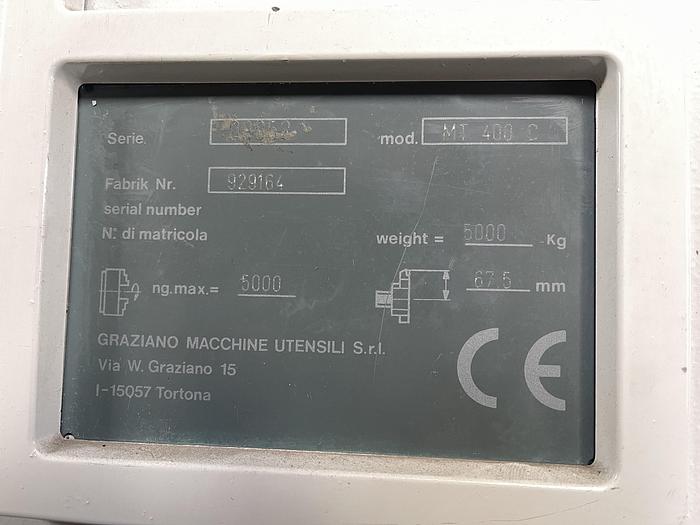 Serie.
mod. MT 400 C
Fabrik Nr. 929164
serial number
N° di matricola
weight = 5000 Kg
ng.max.= 5000
67.5 mm
GRAZIANO MACCHINE UTENSILI S.r.l.
Via W. Graziano 15
I-15057 Tortona
CE